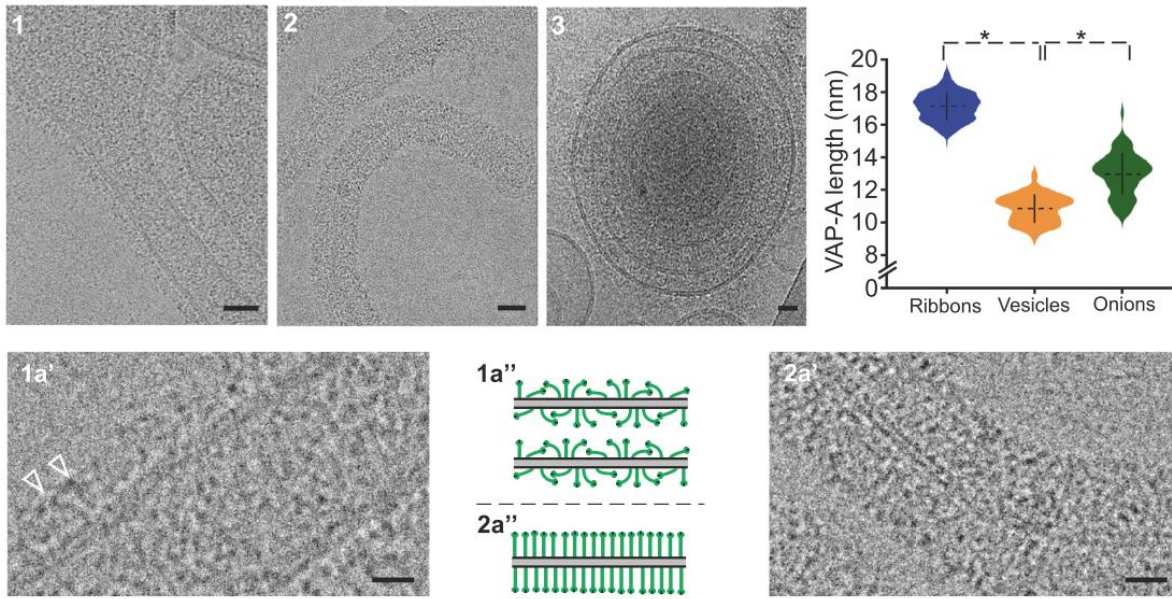 1
2
3
* *
VAP-A length (nm)
20
18
16
14
12
10
8
0
Ribbons Vesicles Onions
1a’
1a’’
2a’’
2a’